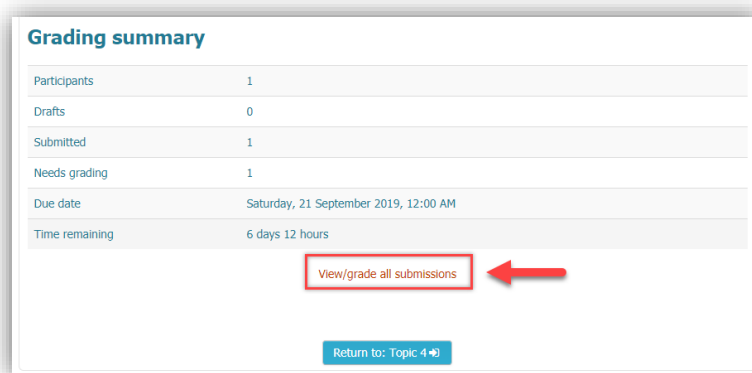 Grading summary
Participants 1
Drafts 0
Submitted 1
Needs grading 1
Due date Saturday, 21 September 2019, 12:00 AM
Time remaining 6 days 12 hours
View/grade all submissions
Return to: Topic 4